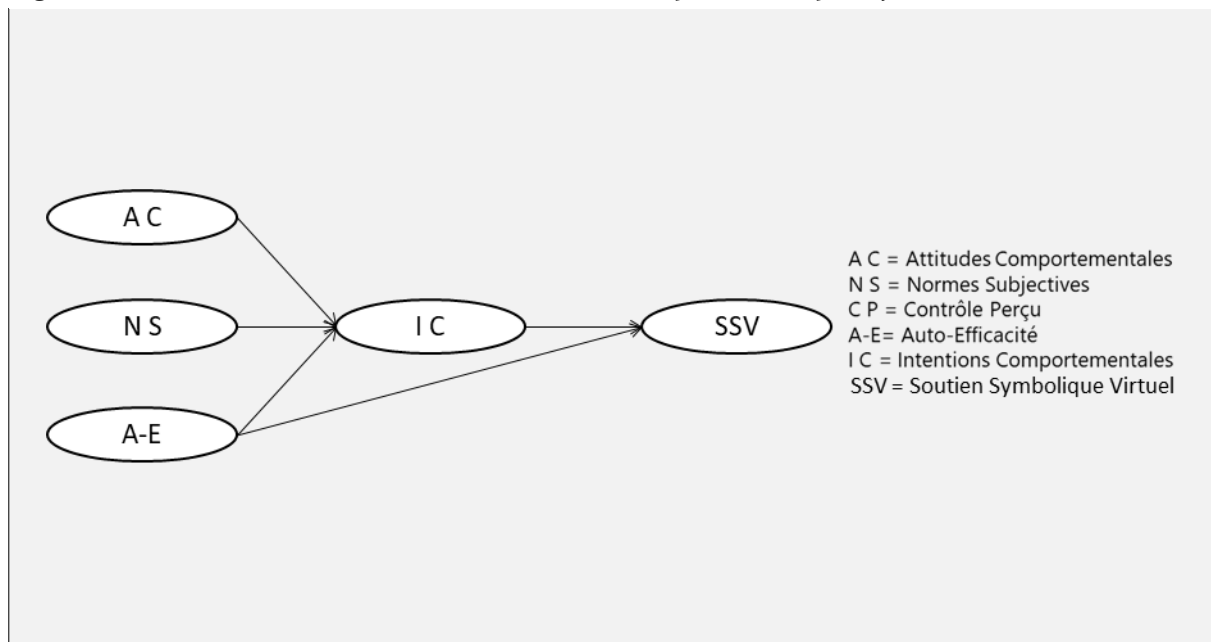 A C
N S
A-E
I C
SSV
A C = Attitudes Comportementales
N S = Normes Subjectives
C P = Contrôle Perçu
A-E= Auto-Efficacité
I C = Intentions Comportementales
SSV = Soutien Symbolique Virtuel